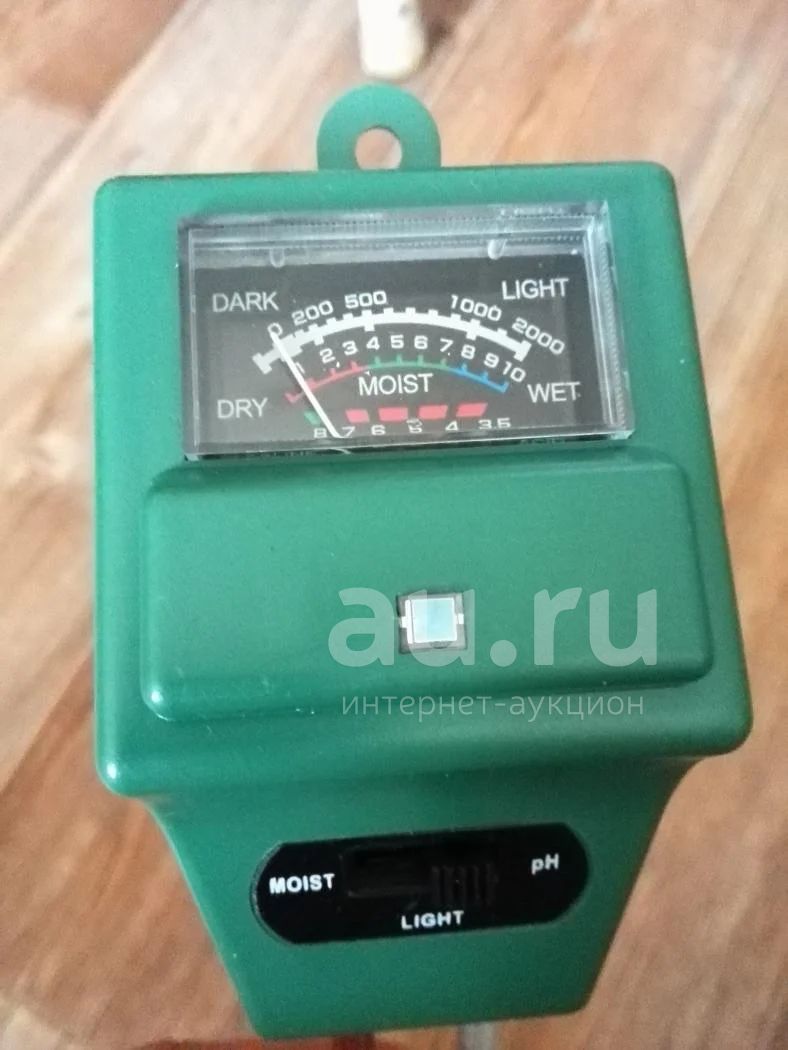 DARK LIGHT
0 200 500 1000 2000
1 2 3 4 5 6 7 8 9 10
DRY MOIST WET
8 7 6 5 4 3.5
au.ru
интернет-аукцион
MOIST pH
LIGHT